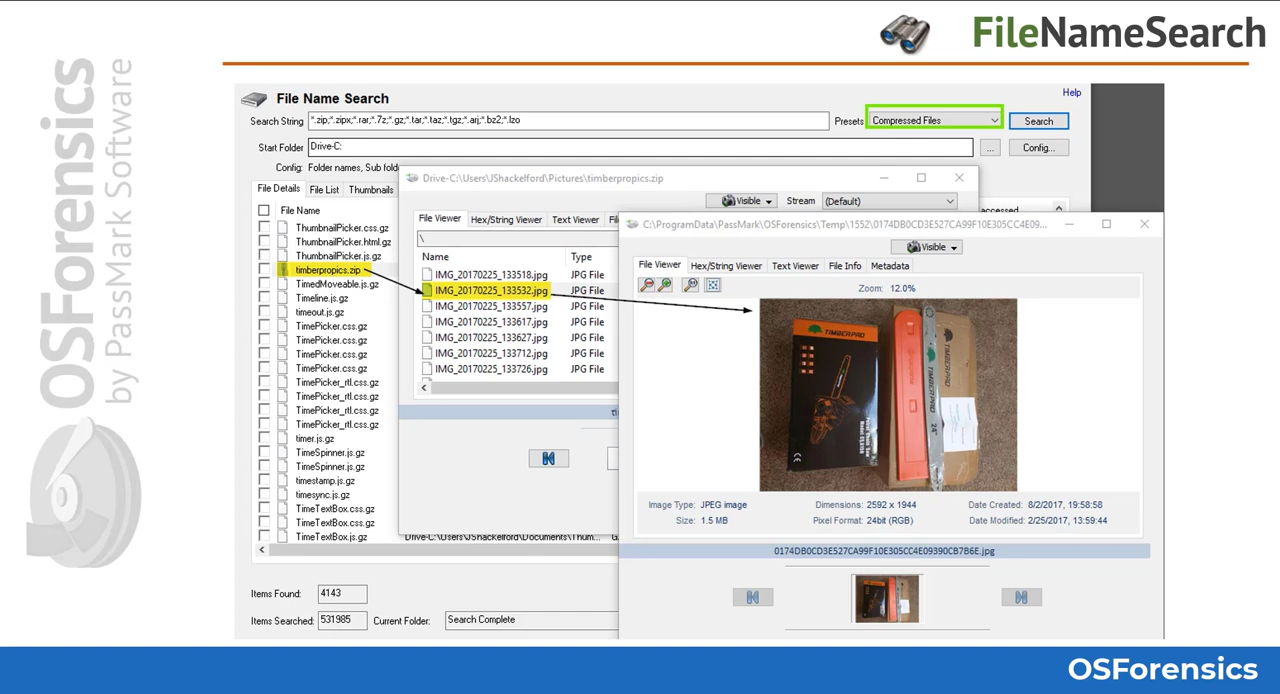 FileNameSearch
OSForensics
by PassMark Software
File Name Search
Help
Search String *.zip;*.zipx;*.rar;*.7z;*.gz;*.tar;*.taz;*.tgz;*.arj;*.bz2;*.lzo Presets Compressed Files Search
Start Folder Drive-C: ... Config...
Config: Folder names, Sub fold
File Details File List Thumbnails
accessed
File Name
ThumbnailPicker.css.gz
ThumbnailPicker.html.gz
ThumbnailPicker.js.gz
timberpropics.zip
TimedMoveable.js.gz
Timeline.js.gz
timeout.js.gz
TimePicker.css.gz
TimePicker.css.gz
TimePicker.css.gz
TimePicker.css.gz
TimePicker_rtl.css.gz
TimePicker_rtl.css.gz
TimePicker_rtl.css.gz
TimePicker_rtl.css.gz
timer.js.gz
TimeSpinner.js.gz
TimeSpinner.js.gz
timestamp.js.gz
timesync.js.gz
TimeTextBox.css.gz
TimeTextBox.css.gz
TimeTextBox.js.gz
Drive-C:\Users\JShackelford\Documents\Thum...
Items Found: 4143
Items Searched: 531985 Current Folder: Search Complete
Drive-C:\Users\JShackelford\Pictures\timberpropics.zip
Visible Stream (Default)
File Viewer Hex/String Viewer Text Viewer Fi
\
Name Type
IMG_20170225_133518.jpg JPG File
IMG_20170225_133532.jpg JPG File
IMG_20170225_133557.jpg JPG File
IMG_20170225_133617.jpg JPG File
IMG_20170225_133627.jpg JPG File
IMG_20170225_133712.jpg JPG File
IMG_20170225_133726.jpg JPG File
C:\ProgramData\PassMark\OSForensics\Temp\1552\0174DB0CD3E527CA99F10E305CC4E09...
Visible
File Viewer Hex/String Viewer Text Viewer File Info Metadata
Zoom: 12.0%
TIMBERPRO
TIMBERPRO
24"
Image Type: JPEG image Dimensions: 2592 x 1944 Date Created: 8/2/2017, 19:58:58
Size: 1.5 MB Pixel Format: 24bit (RGB) Date Modified: 2/25/2017, 13:59:44
0174DB0CD3E527CA99F10E305CC4E09390CB7B6E.jpg
OSForensics